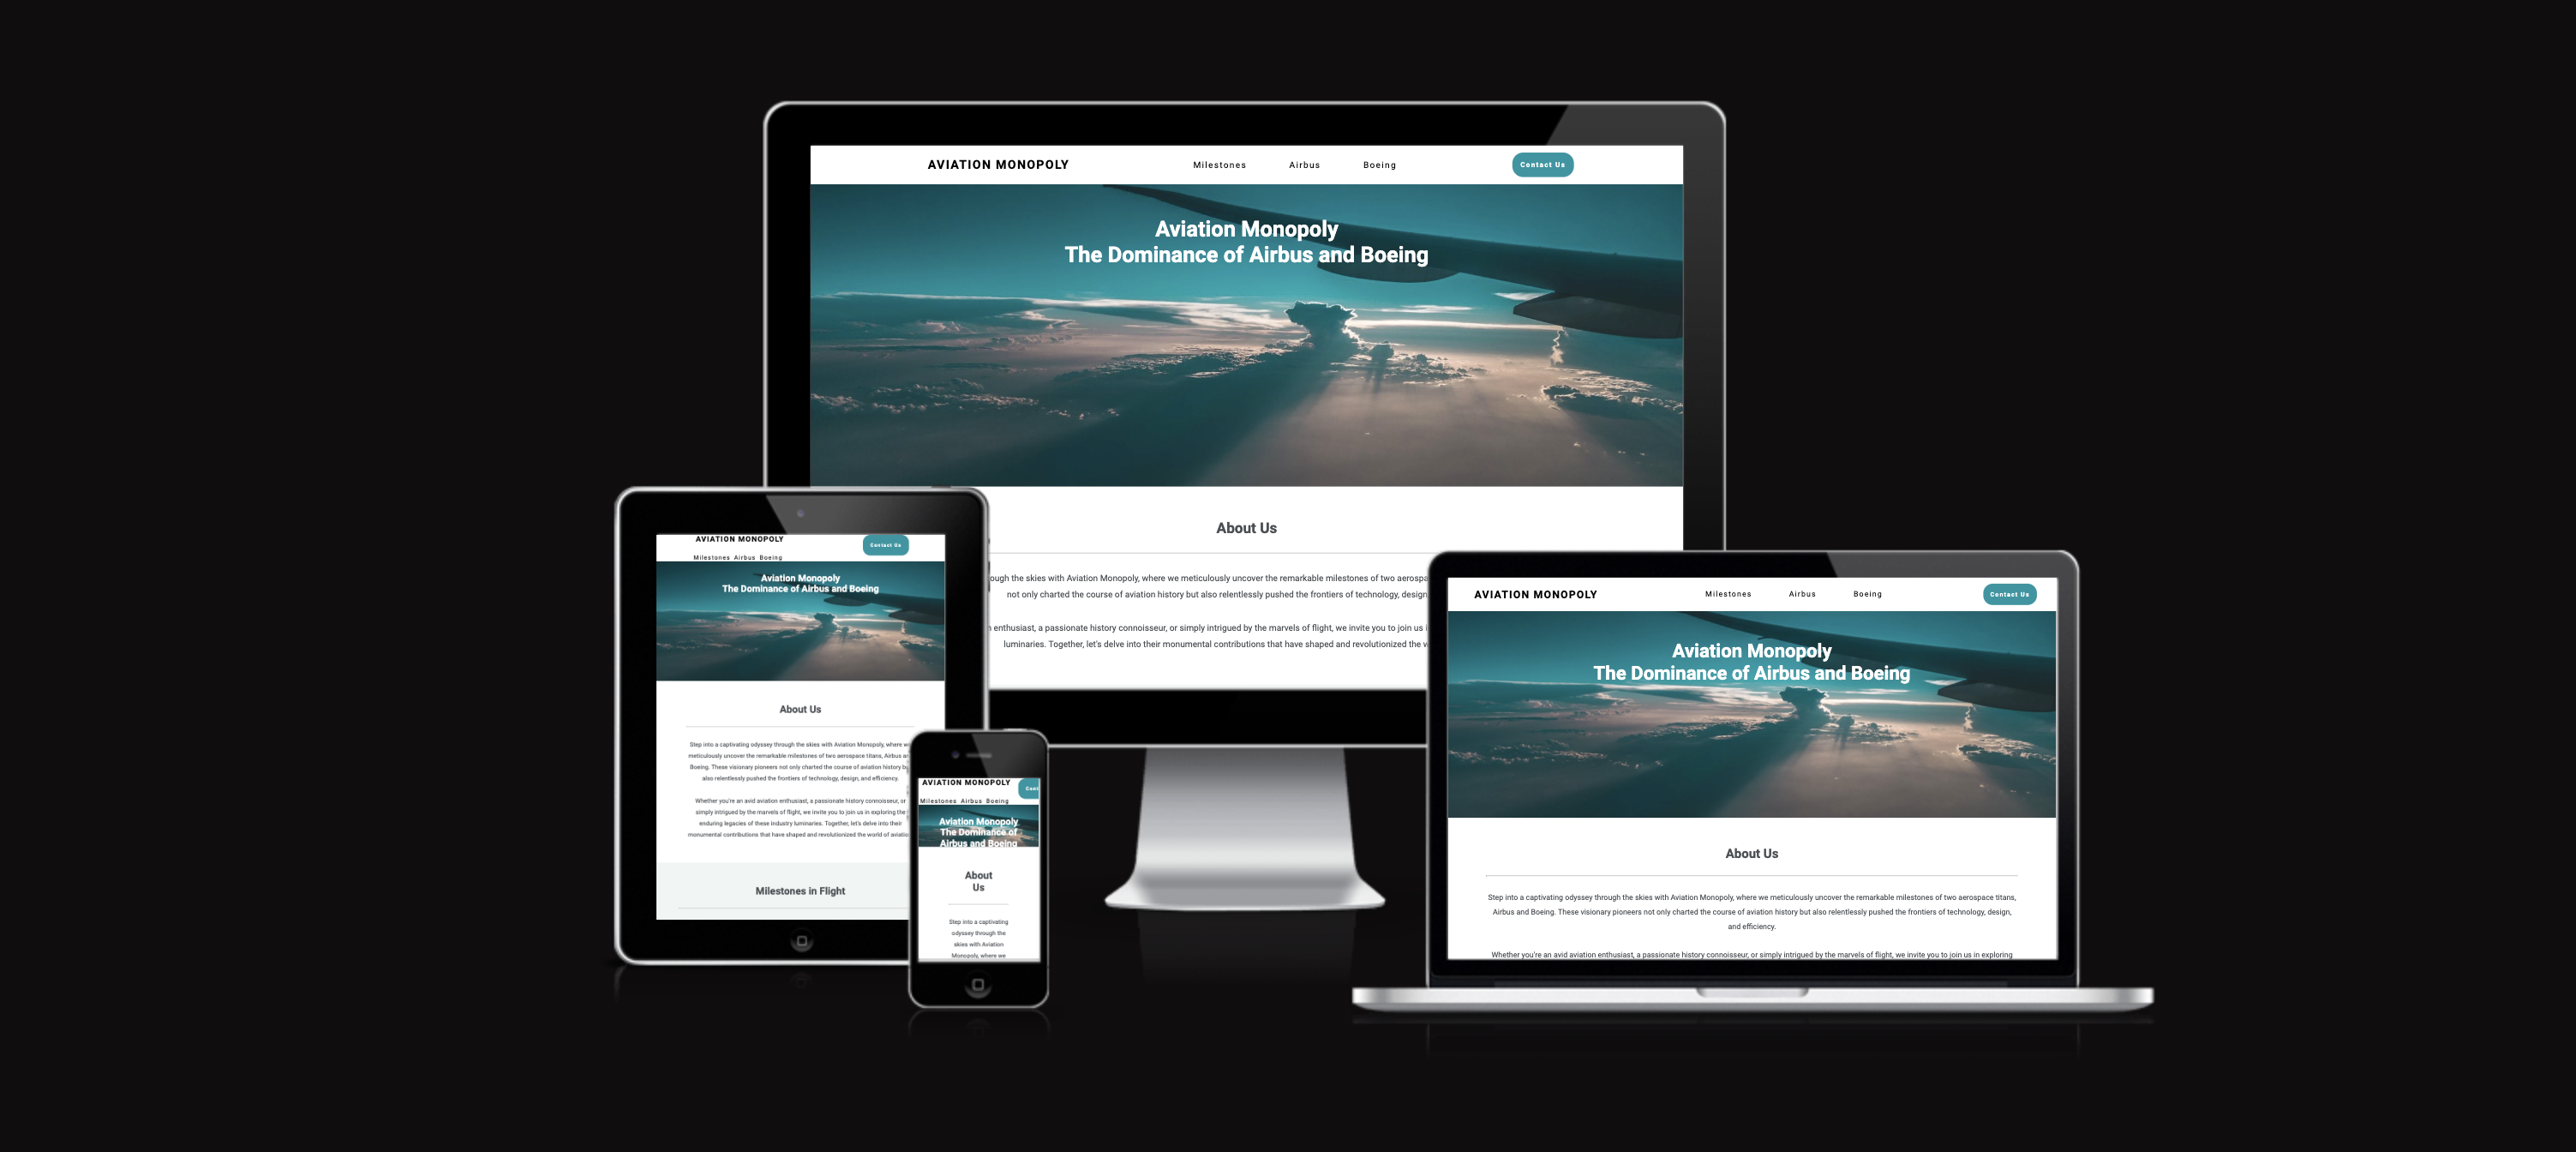 AVIATION MONOPOLY
Milestones Airbus Boeing
Contact Us
Aviation Monopoly
The Dominance of Airbus and Boeing
About Us
ough the skies with Aviation Monopoly, where we meticulously uncover the remarkable milestones of two aerospa
not only charted the course of aviation history but also relentlessly pushed the frontiers of technology, design
enthusiast, a passionate history connoisseur, or simply intrigued by the marvels of flight, we invite you to join us i
luminaries. Together, let's delve into their monumental contributions that have shaped and revolutionized the w
AVIATION MONOPOLY
Contact Us
Milestones Airbus Boeing
Aviation Monopoly
The Dominance of Airbus and Boeing
About Us
Step into a captivating odyssey through the skies with Aviation Monopoly, where w
meticulously uncover the remarkable milestones of two aerospace titans, Airbus an
Boeing. These visionary pioneers not only charted the course of aviation history bu
also relentlessly pushed the frontiers of technology, design, and efficiency.
Whether you're an avid aviation enthusiast, a passionate history connoisseur, or
simply intrigued by the marvels of flight, we invite you to join us in exploring the
enduring legacies of these industry luminaries. Together, let's delve into their
monumental contributions that have shaped and revolutionized the world of aviatio
Milestones in Flight
AVIATION MONOPOLY
Cont
Milestones Airbus Boeing
Aviation Monopoly
The Dominance of
Airbus and Boeing
About
Us
Step into a captivating
odyssey through the
skies with Aviation
Monopoly, where we
AVIATION MONOPOLY
Milestones Airbus Boeing
Contact Us
Aviation Monopoly
The Dominance of Airbus and Boeing
About Us
Step into a captivating odyssey through the skies with Aviation Monopoly, where we meticulously uncover the remarkable milestones of two aerospace titans,
Airbus and Boeing. These visionary pioneers not only charted the course of aviation history but also relentlessly pushed the frontiers of technology, design,
and efficiency.
Whether you're an avid aviation enthusiast, a passionate history connoisseur, or simply intrigued by the marvels of flight, we invite you to join us in exploring